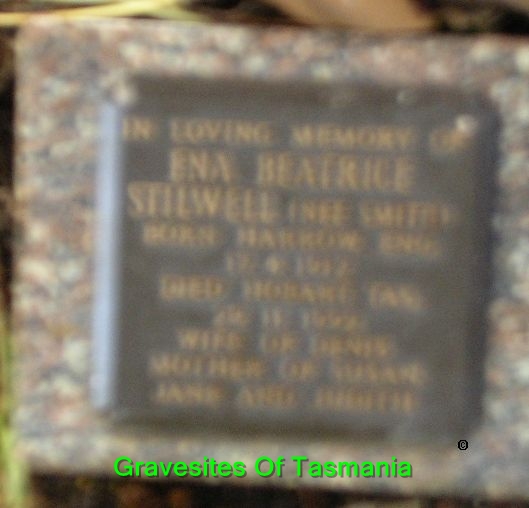 IN LOVING MEMORY OF
ENA BEATRICE
STILWELL (NEE SMITH)
BORN HARROW ENG.
DIED HOBART TAS.
WIFE OF DENIS
MOTHER OF SUSAN
JANE AND JUDITH
©
Gravesites Of Tasmania